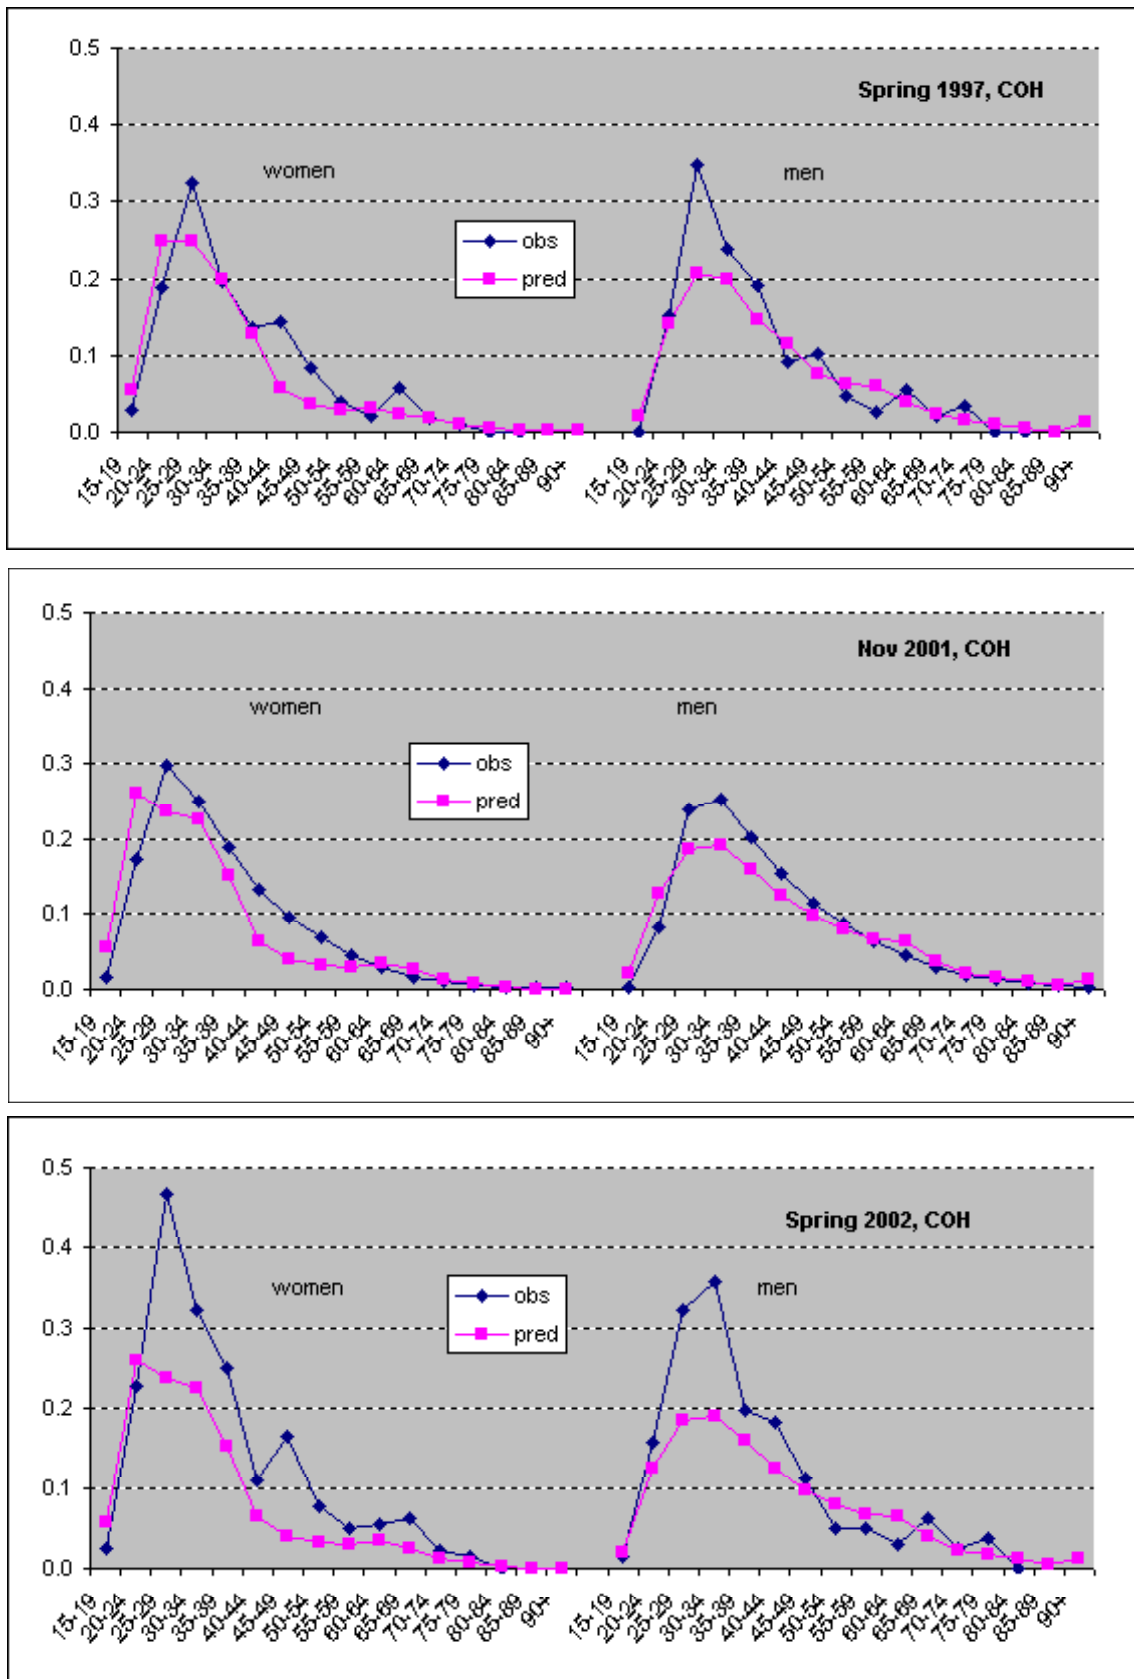 0.5
Spring 1997, COH
0.4
women
men
0.3
obs
pred
0.2
0.1
0.0
15-19 20-24 25-29 30-34 35-39 40-44 45-49 50-54 55-59 60-64 65-69 70-74 75-79 80-84 85-89 90+ 15-19 20-24 25-29 30-34 35-39 40-44 45-49 50-54 55-59 60-64 65-69 70-74 75-79 80-84 85-89 90+
0.5
Nov 2001, COH
0.4
women
men
0.3
obs
pred
0.2
0.1
0.0
15-19 20-24 25-29 30-34 35-39 40-44 45-49 50-54 55-59 60-64 65-69 70-74 75-79 80-84 85-89 90+ 15-19 20-24 25-29 30-34 35-39 40-44 45-49 50-54 55-59 60-64 65-69 70-74 75-79 80-84 85-89 90+
0.5
Spring 2002, COH
0.4
women
men
obs
0.3
pred
0.2
0.1
0.0
15-19 20-24 25-29 30-34 35-39 40-44 45-49 50-54 55-59 60-64 65-69 70-74 75-79 80-84 85-89 90+ 15-19 20-24 25-29 30-34 35-39 40-44 45-49 50-54 55-59 60-64 65-69 70-74 75-79 80-84 85-89 90+